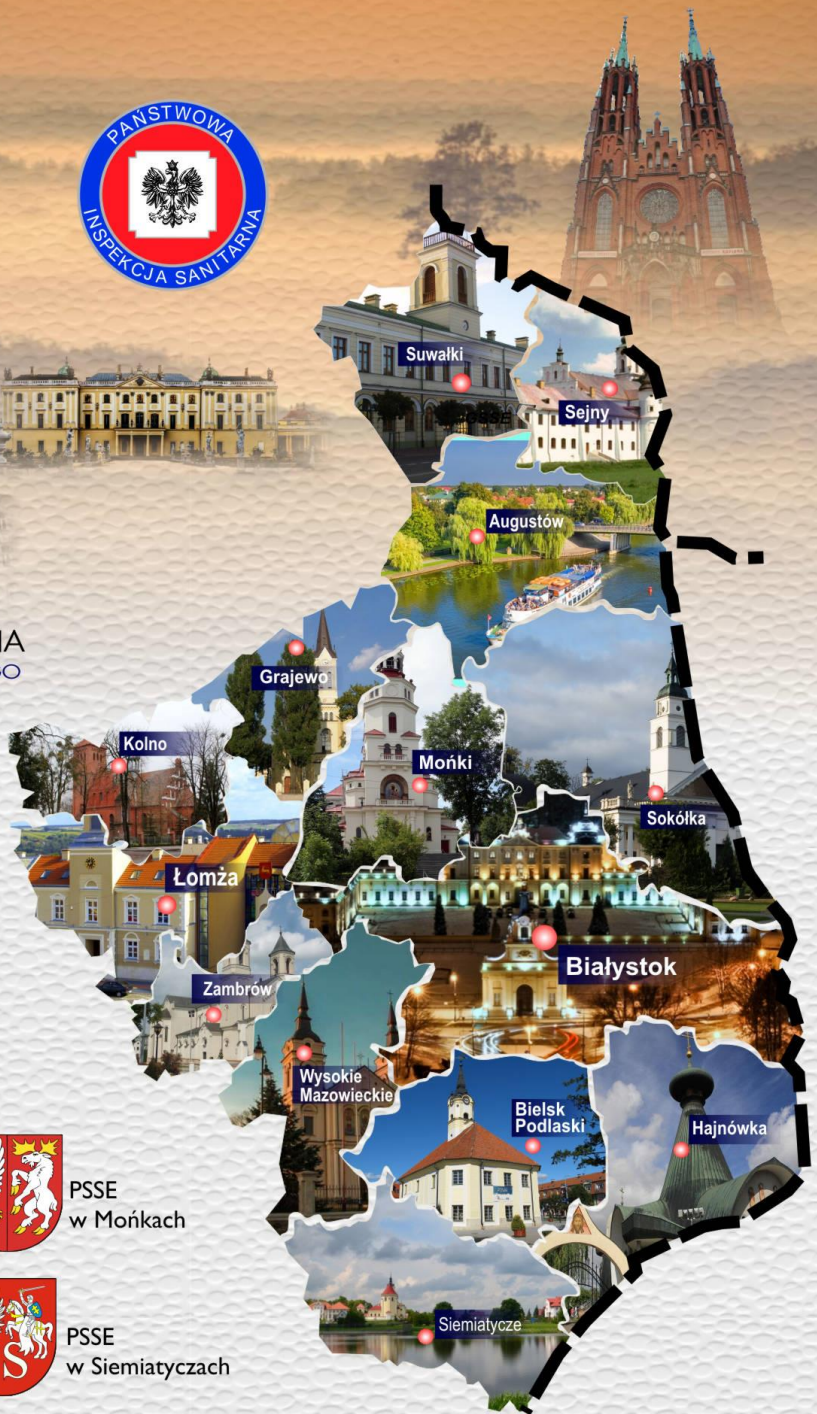 PAŃSTWOWA
INSPEKCJA SANITARNA
Suwałki
Sejny
Augustów
Grajewo
Kolno
Mońki
Sokółka
Łomża
Białystok
Zambrów
Wysokie
Mazowieckie
Bielsk
Podlaski
Hajnówka
PSSE
w Mońkach
Siemiatycze
S
PSSE
w Siemiatyczach